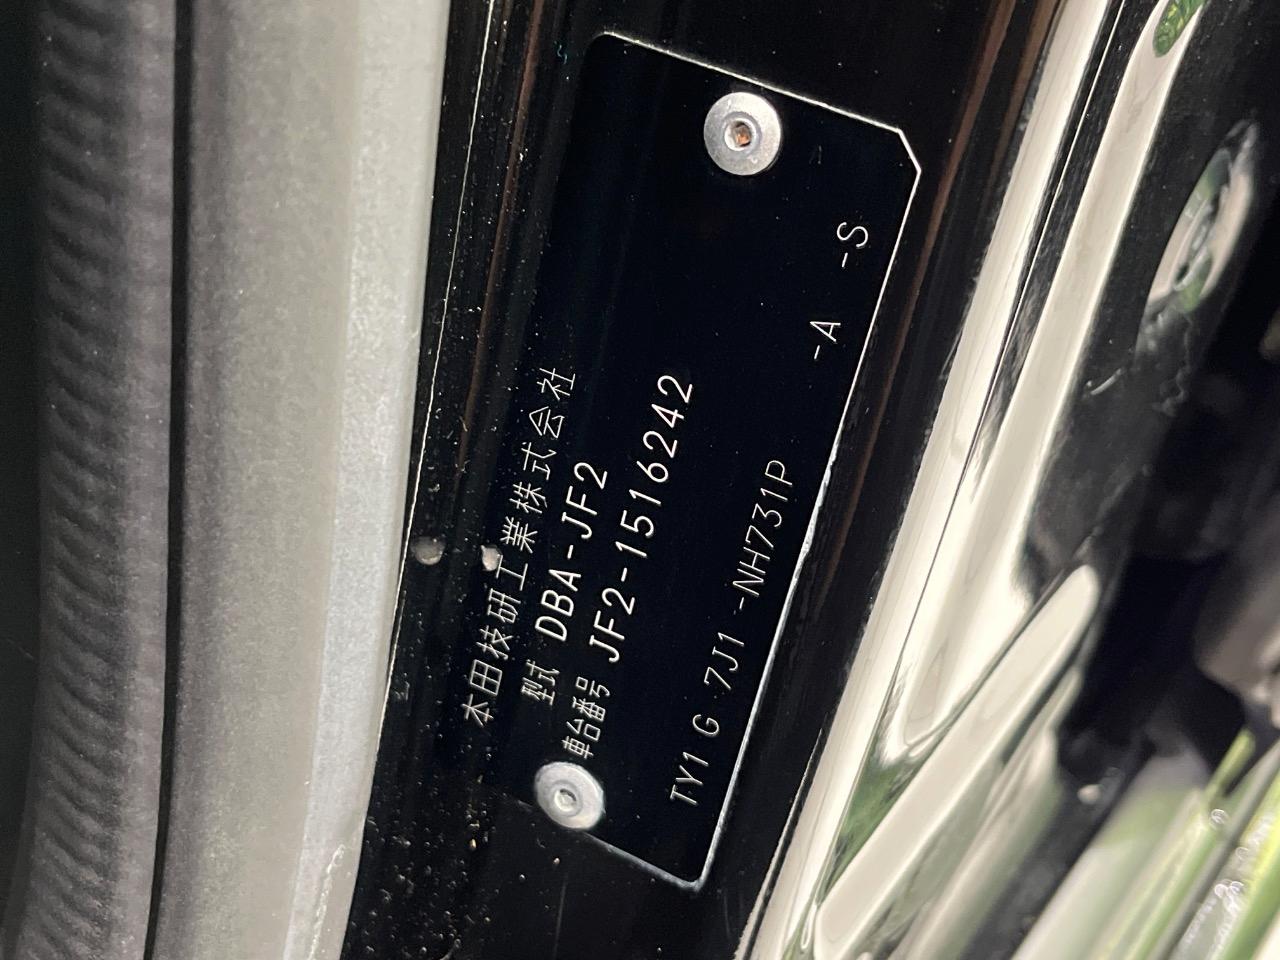 本田技研工業株式会社
型式 DBA-JF2
車台番号 JF2-1516242
TY1 G 7J1 -NH731P -A -S